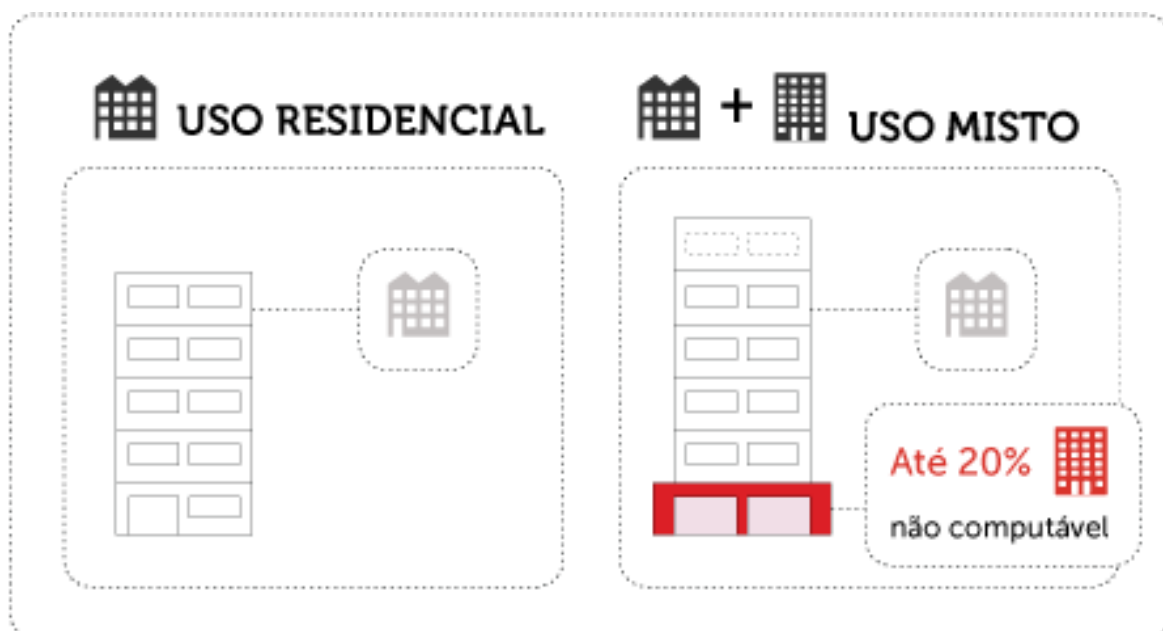 USO RESIDENCIAL
+ USO MISTO
Até 20%
não computável